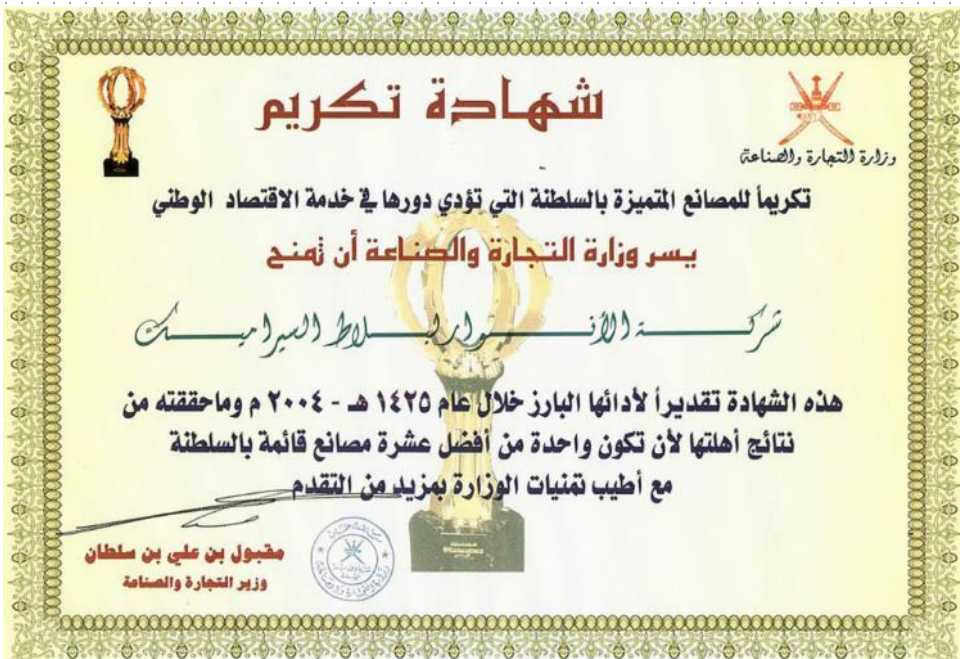 شهادة تكريم
وزارة التجارة والصناعة
تكريماً للمصانع المتميزة بالسلطنة التي تؤدي دورها في خدمة الاقتصاد الوطني
يسر وزارة التجارة والصناعة أن تمنح
شركة الأنوار لبلاط السيراميك
هذه الشهادة تقديراً لأدائها البارز خلال عام ١٤٢٥ هـ - ٢٠٠٤ م وماحققته من
نتائج أهلتها لأن تكون واحدة من أفضل عشرة مصانع قائمة بالسلطنة
مع أطيب تمنيات الوزارة بمزيد من التقدم
مقبول بن علي بن سلطان
وزير التجارة والصناعة